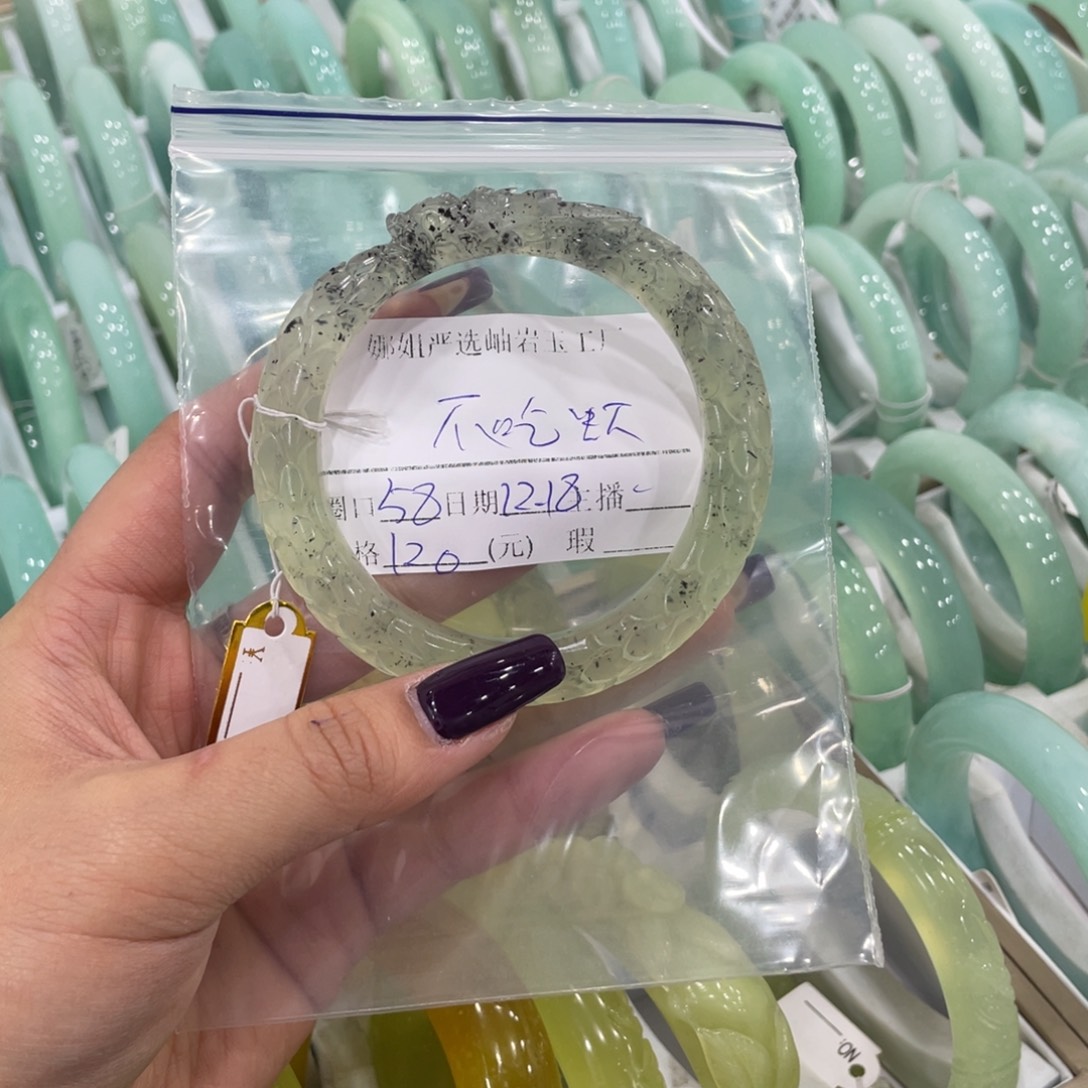 娜姐严选岫岩玉工厂
不吃
圈口58日期12-18主播
格120(元) 瑕
¥
NO: